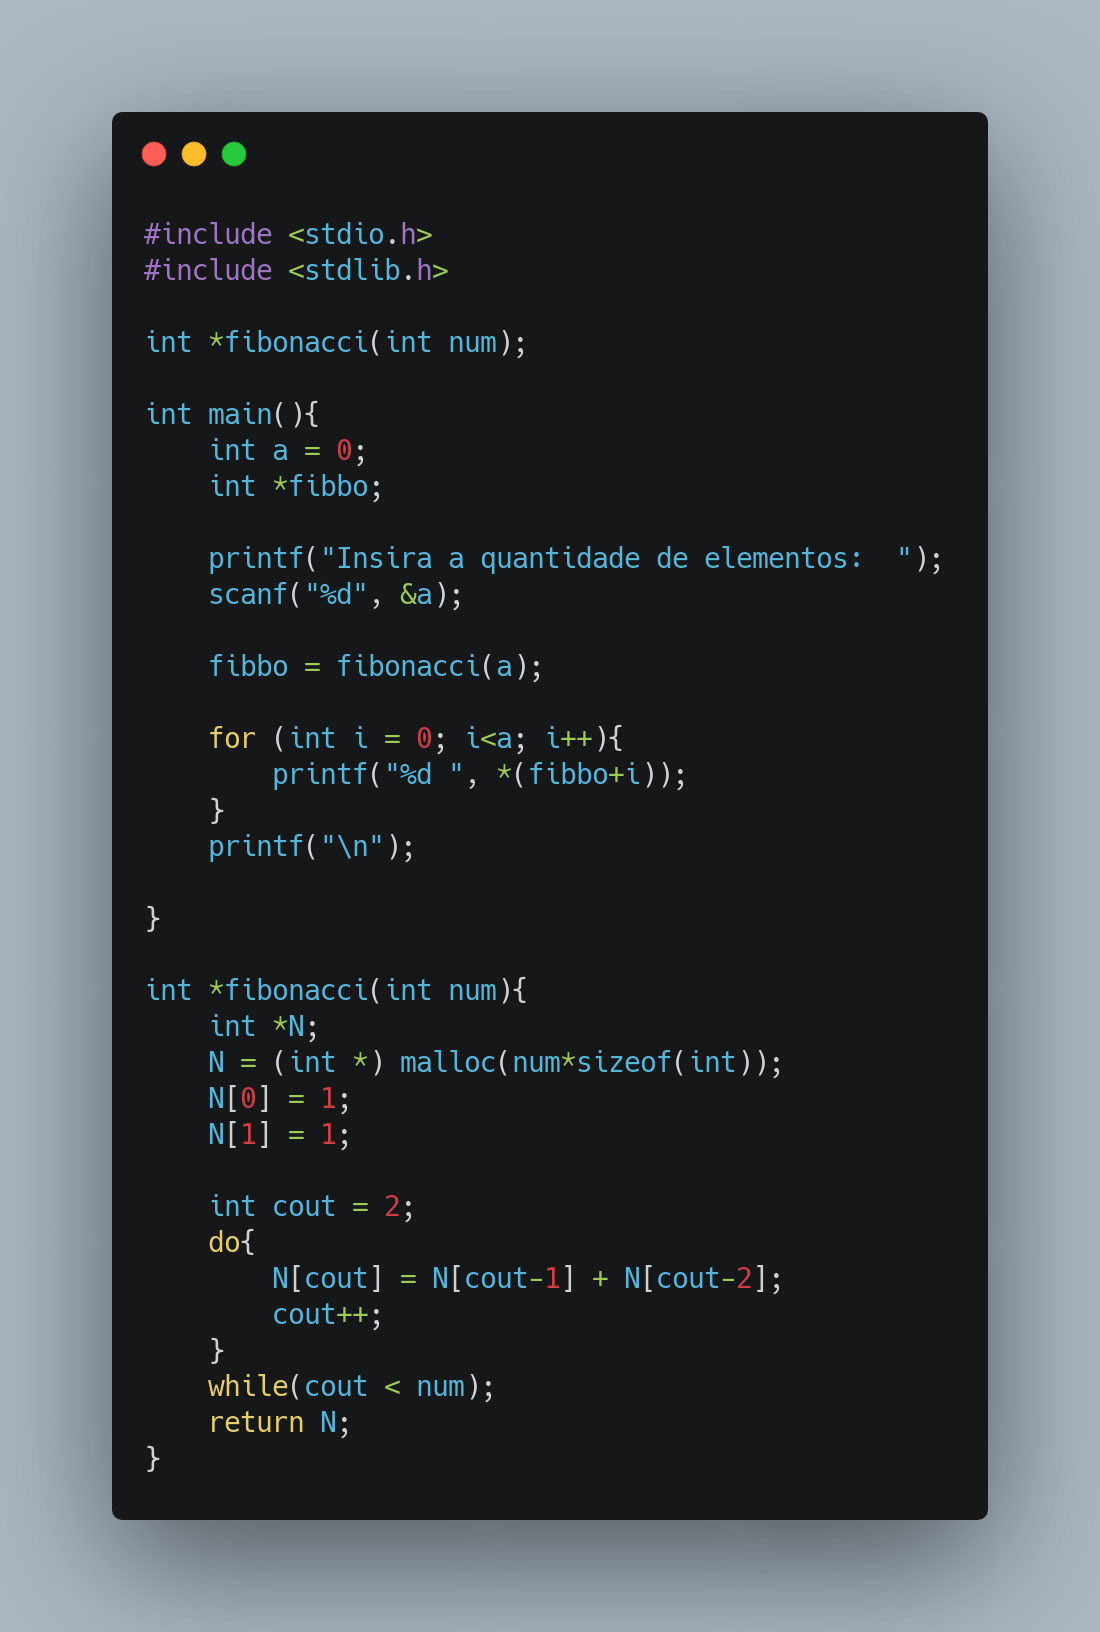 #include <stdio.h>
#include <stdlib.h>

int *fibonacci(int num);

int main(){
    int a = 0;
    int *fibbo;

    printf("Insira a quantidade de elementos:  ");
    scanf("%d", &a);

    fibbo = fibonacci(a);

    for (int i = 0; i<a; i++){
        printf("%d ", *(fibbo+i));
    }
    printf("\n");

}

int *fibonacci(int num){
    int *N;
    N = (int *) malloc(num*sizeof(int));
    N[0] = 1;
    N[1] = 1;

    int cout = 2;
    do{
        N[cout] = N[cout-1] + N[cout-2];
        cout++;
    }
    while(cout < num);
    return N;
}